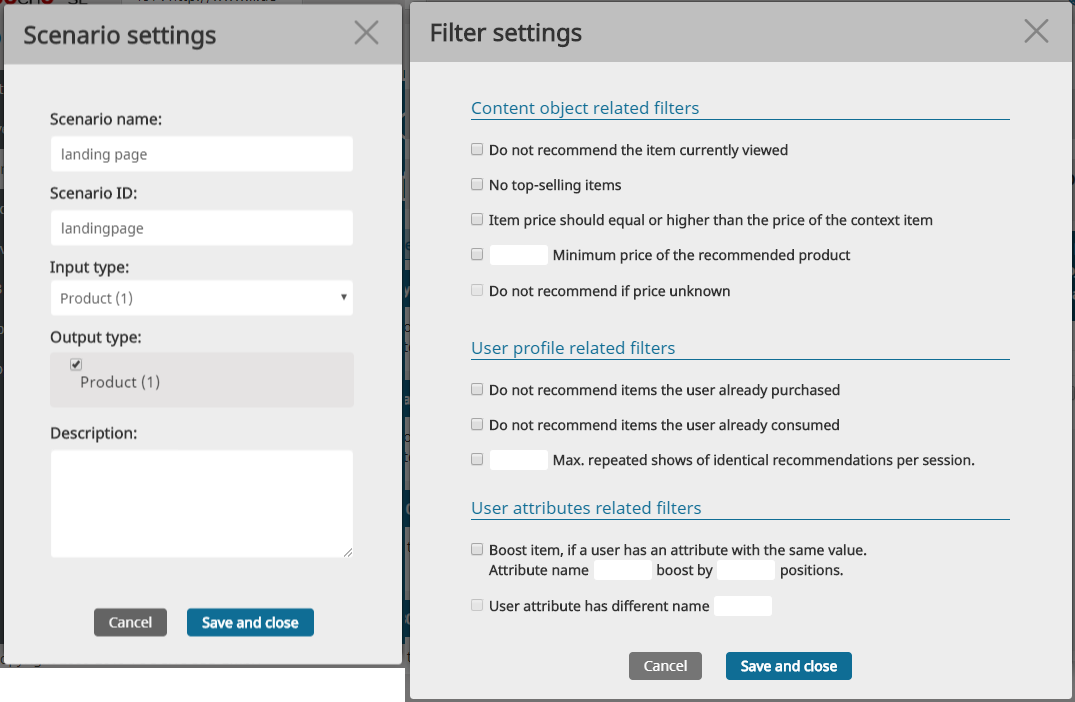 Scenario settings
Scenario name:
landing page
Scenario ID:
landingpage
Input type:
Product (1)
Output type:
Product (1)
Description:
Cancel
Save and close
Filter settings
Content object related filters
Do not recommend the item currently viewed
No top-selling items
Item price should equal or higher than the price of the context item
Minimum price of the recommended product
Do not recommend if price unknown
User profile related filters
Do not recommend items the user already purchased
Do not recommend items the user already consumed
Max. repeated shows of identical recommendations per session.
User attributes related filters
Boost item, if a user has an attribute with the same value.
Attribute name boost by positions.
User attribute has different name
Cancel
Save and close